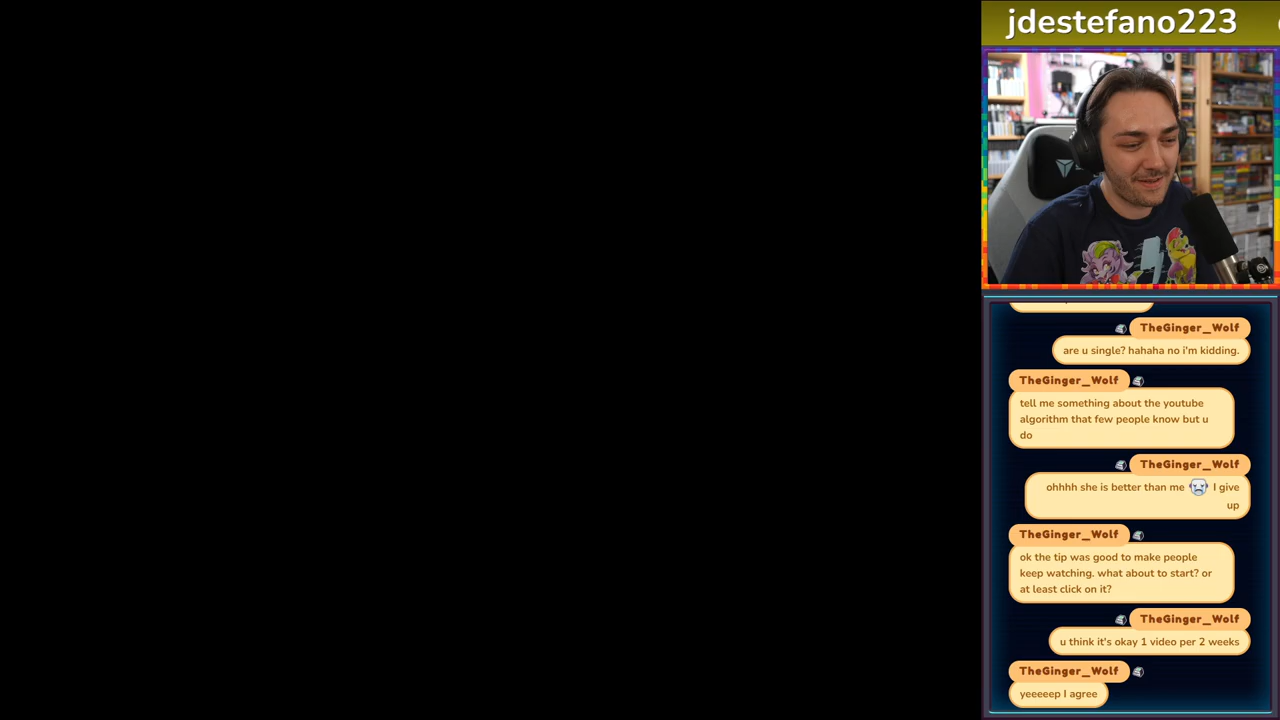 jdestefano223
TheGinger_Wolf
are u single? hahaha no i'm kidding.
TheGinger_Wolf
tell me something about the youtube
algorithm that few people know but u
do
TheGinger_Wolf
ohhhh she is better than me I give
up
TheGinger_Wolf
ok the tip was good to make people
keep watching. what about to start? or
at least click on it?
TheGinger_Wolf
u think it's okay 1 video per 2 weeks
TheGinger_Wolf
yeeeeep I agree